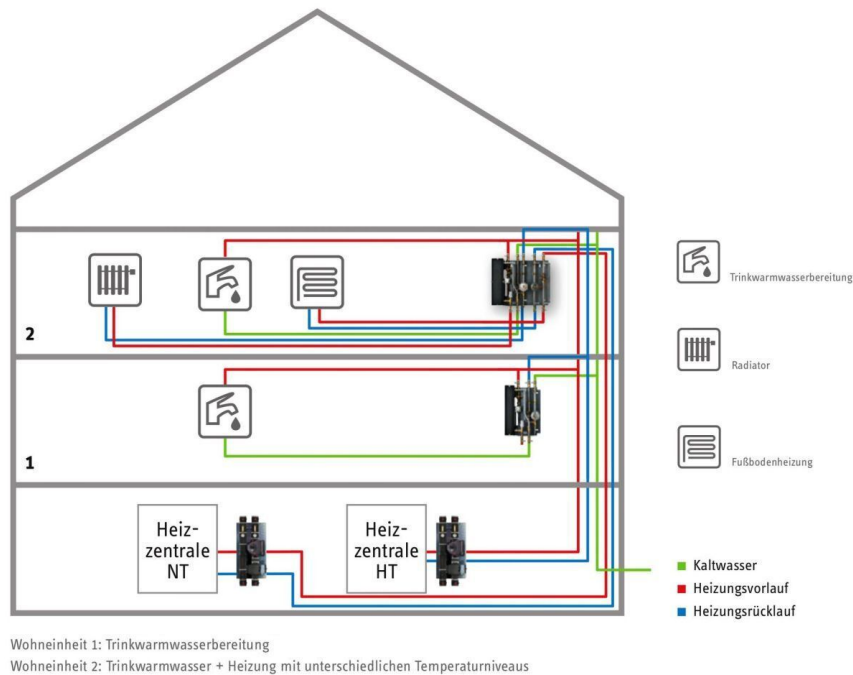 2
1
Heiz-
zentrale
NT
Heiz-
zentrale
HT
Trinkwarmwasserbereitung
Radiator
Fußbodenheizung
Kaltwasser
Heizungsvorlauf
Heizungsrücklauf
Wohneinheit 1: Trinkwarmwasserbereitung
Wohneinheit 2: Trinkwarmwasser + Heizung mit unterschiedlichen Temperaturniveaus